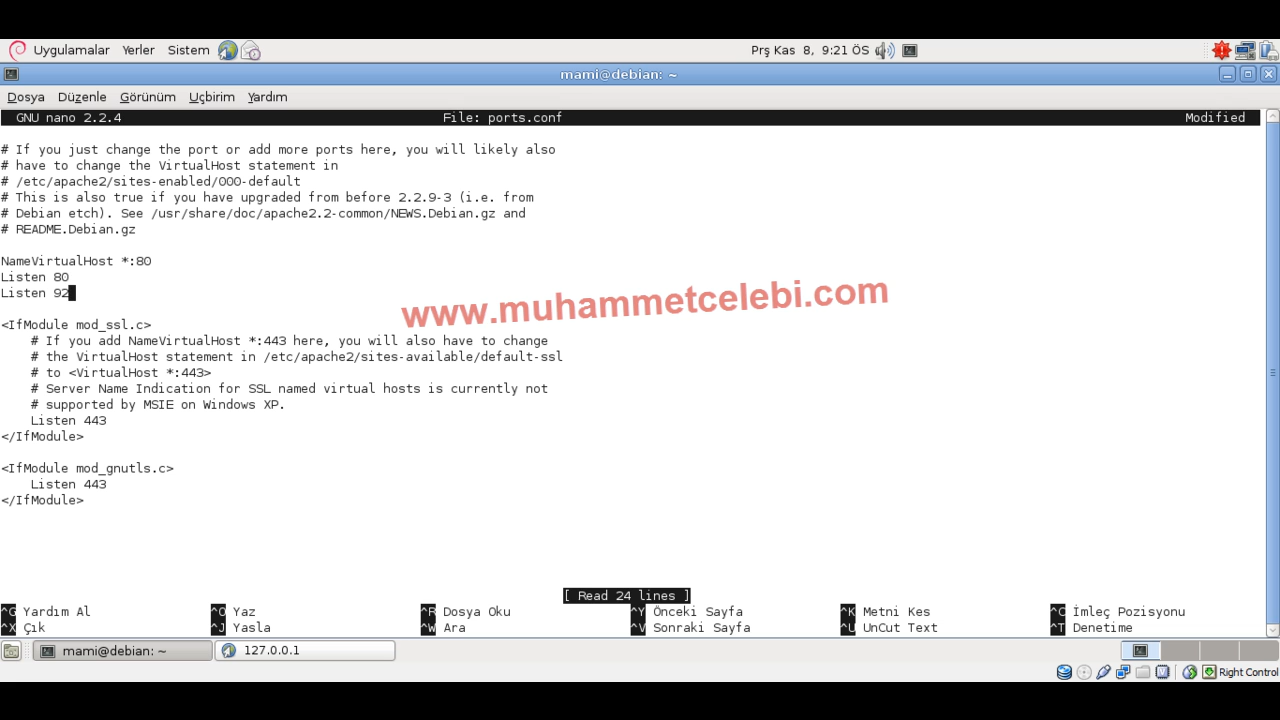 Uygulamalar Yerler Sistem Prş Kas 8, 9:21 ÖS
mami@debian: ~
Dosya Düzenle Görünüm Uçbirim Yardım
GNU nano 2.2.4 File: ports.conf Modified
# If you just change the port or add more ports here, you will likely also
# have to change the VirtualHost statement in
# /etc/apache2/sites-enabled/000-default
# This is also true if you have upgraded from before 2.2.9-3 (i.e. from
# Debian etch). See /usr/share/doc/apache2.2-common/NEWS.Debian.gz and
# README.Debian.gz
NameVirtualHost *:80
Listen 80
Listen 92
www.muhammetcelebi.com
<IfModule mod_ssl.c>
# If you add NameVirtualHost *:443 here, you will also have to change
# the VirtualHost statement in /etc/apache2/sites-available/default-ssl
# to <VirtualHost *:443>
# Server Name Indication for SSL named virtual hosts is currently not
# supported by MSIE on Windows XP.
Listen 443
</IfModule>
<IfModule mod_gnutls.c>
Listen 443
</IfModule>
[ Read 24 lines ]
^G Yardım Al ^O Yaz ^R Dosya Oku ^Y Önceki Sayfa ^K Metni Kes ^C İmleç Pozisyonu
^X Çık ^J Yasla ^W Ara ^V Sonraki Sayfa ^U UnCut Text ^T Denetime
mami@debian: ~ 127.0.0.1
Right Control